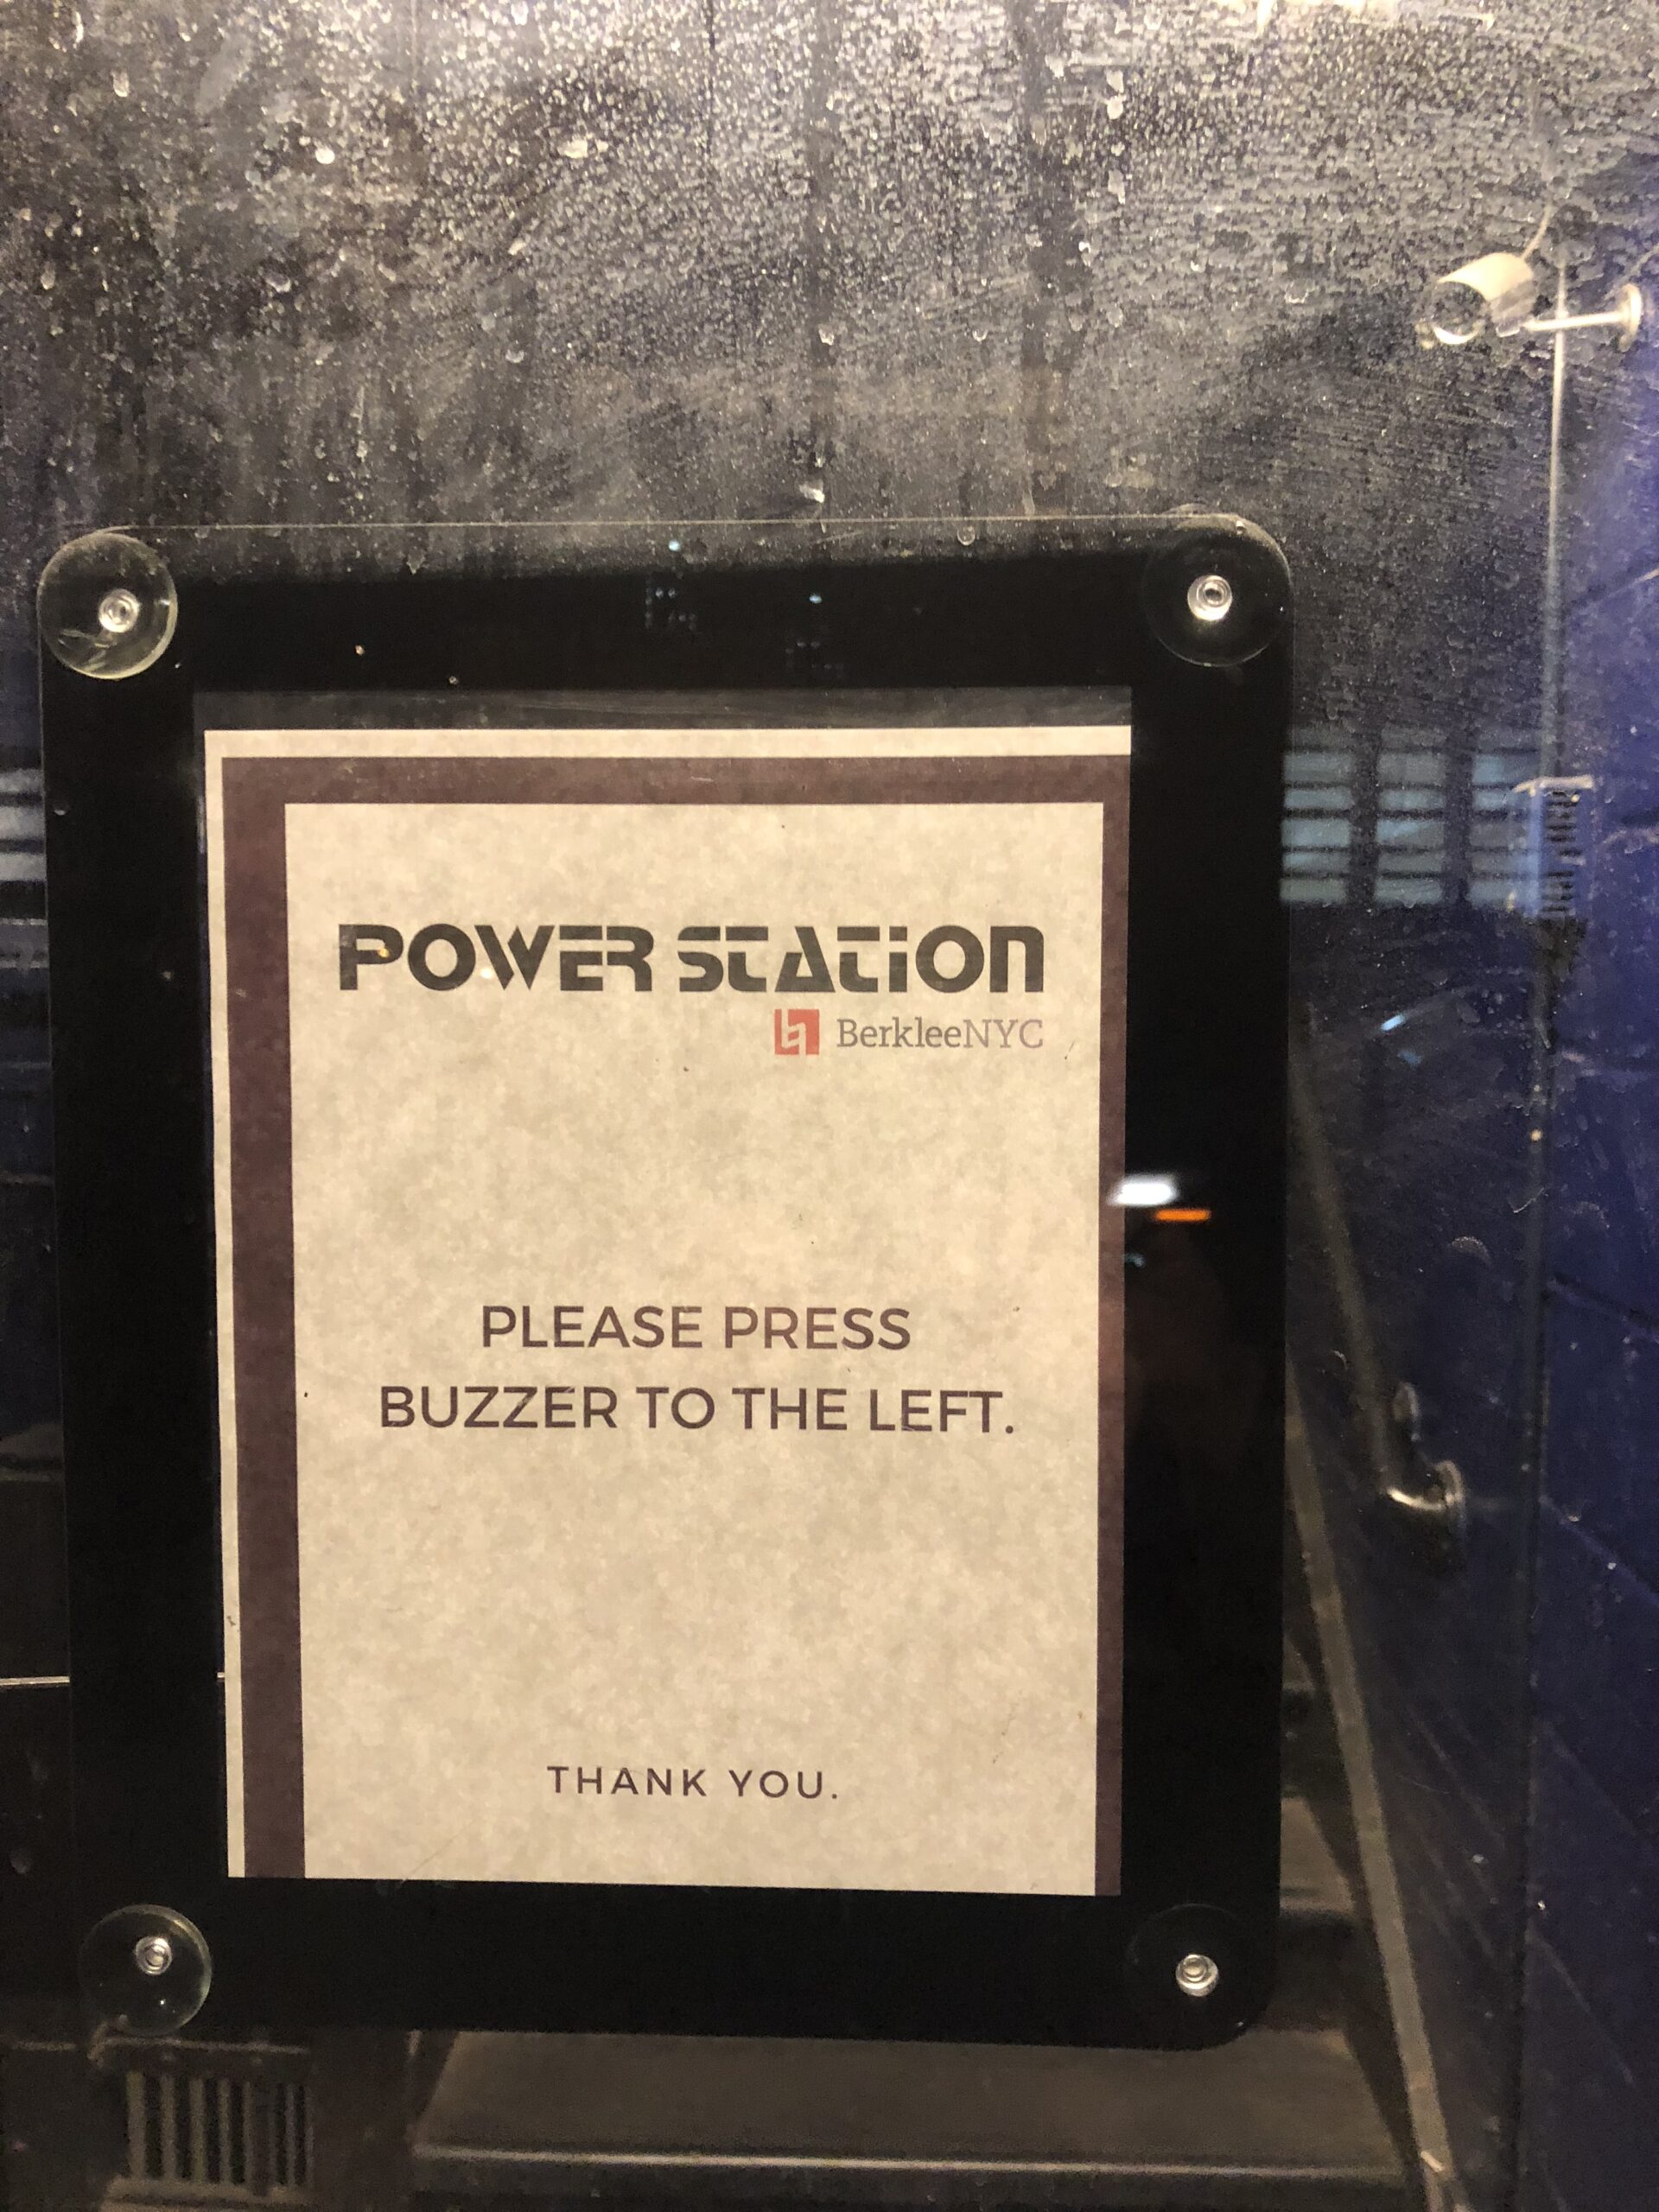 POWER STATION
BerkleeNYC
PLEASE PRESS
BUZZER TO THE LEFT.
THANK YOU.